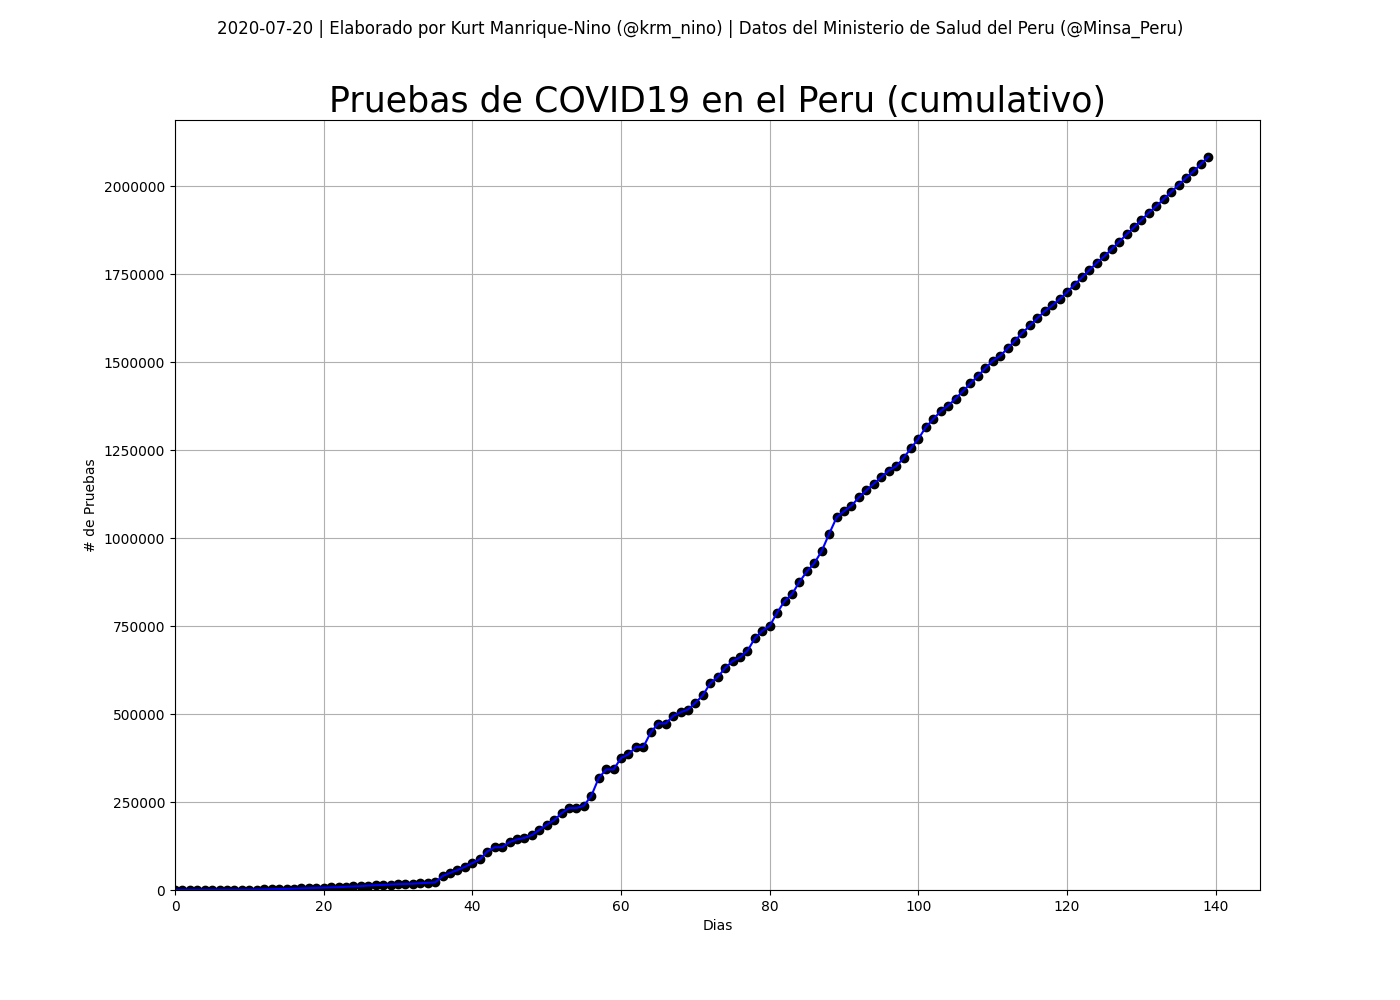 2020-07-20 | Elaborado por Kurt Manrique-Nino (@krm_nino) | Datos del Ministerio de Salud del Peru (@Minsa_Peru)
Pruebas de COVID19 en el Peru (cumulativo)
# de Pruebas
2000000
1750000
1500000
1250000
1000000
750000
500000
250000
0
0 20 40 60 80 100 120 140
Dias